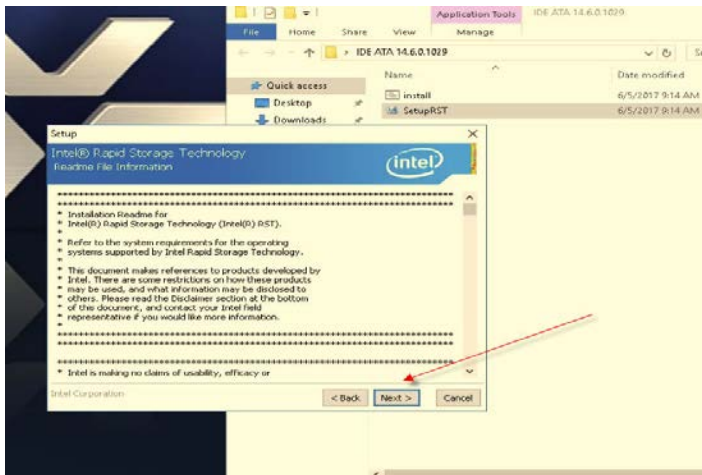 Application Tools
IDE ATA 14.6.0.1029
File
Home
Share
View
Manage
IDE ATA 14.6.0.1029
Quick access
Desktop
Downloads
Name
Date modified
install
6/5/2017 9:14 AM
SetupRST
6/5/2017 9:14 AM
Setup
Intel® Rapid Storage Technology
Readme File Information
intel
********************************************************************************
********************************************************************************
* Installation Readme for
* Intel(R) Rapid Storage Technology (Intel(R) RST).
*
* Refer to the system requirements for the operating
* systems supported by Intel Rapid Storage Technology.
*
* This document makes references to products developed by
* Intel. There are some restrictions on how these products
* may be used, and what information may be disclosed to
* others. Please read the Disclaimer section at the bottom
* of this document, and contact your Intel field
* representative if you would like more information.
*
********************************************************************************
********************************************************************************
********************************************************************************
* Intel is making no claims of usability, efficacy or
Intel Corporation
< Back
Next >
Cancel